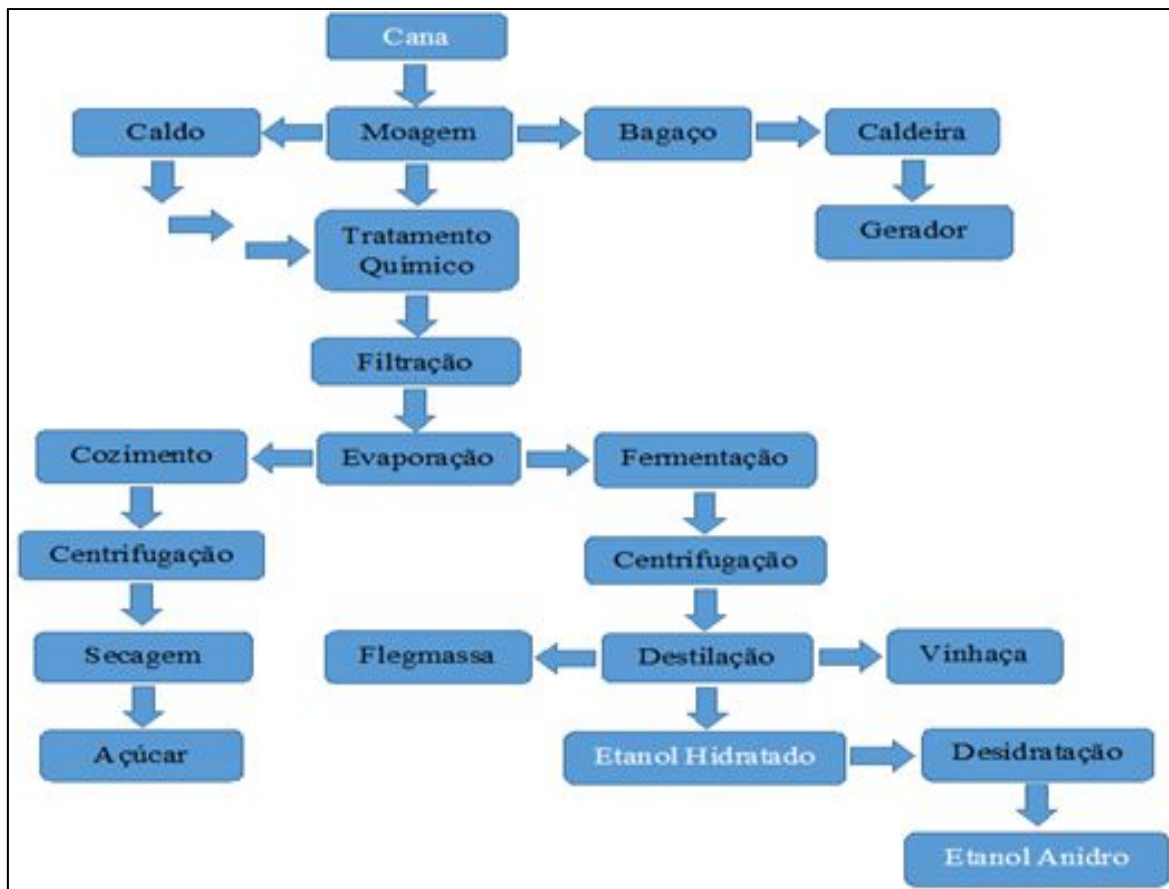 Cana
Caldo
Moagem
Bagaço
Caldeira
Tratamento
Químico
Gerador
Filtração
Cozimento
Evaporação
Fermentação
Centrifugação
Centrifugação
Secagem
Flegmassa
Destilação
Vinhaça
Açúcar
Etanol Hidratado
Desidratação
Etanol Anidro